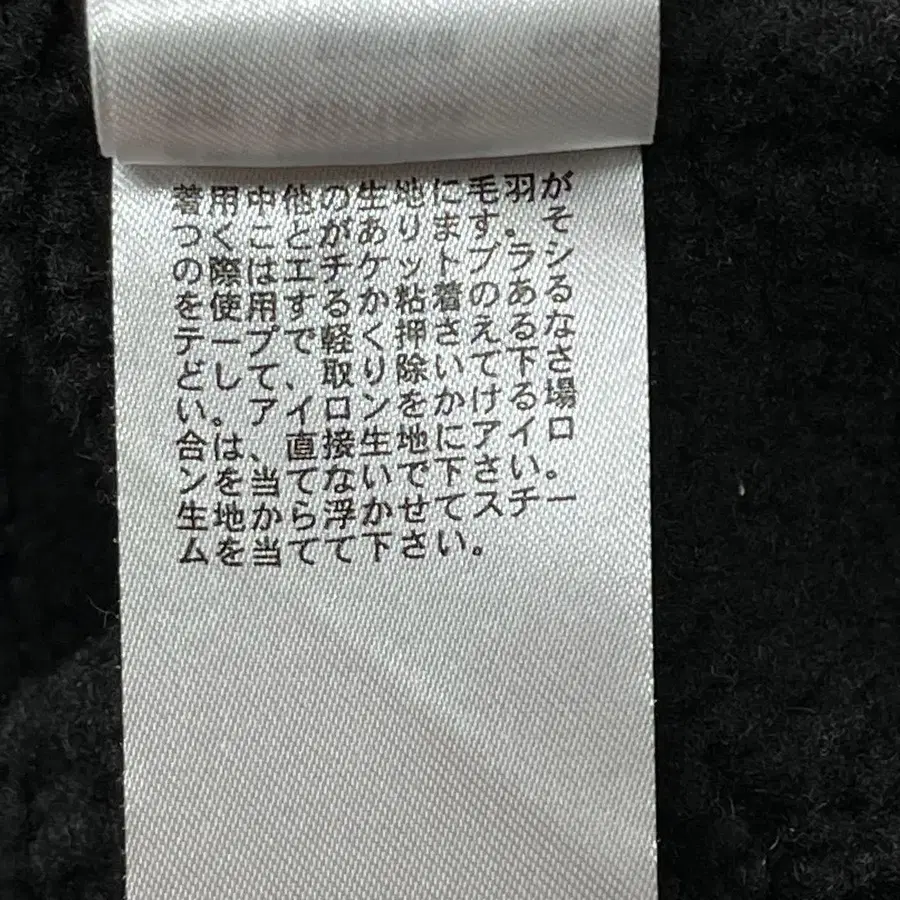 着用中他の生地に毛羽が
つくことがあります。そ
の際はエチケットブラシ
を使用するか粘着のある
テープで軽く押さえるな
どして、取り除いて下さ
い。アイロンをかける場
合は、直接生地にアイロ
ンを当てないで下さい。
生地から浮かせてスチー
ムを当てて下さい。